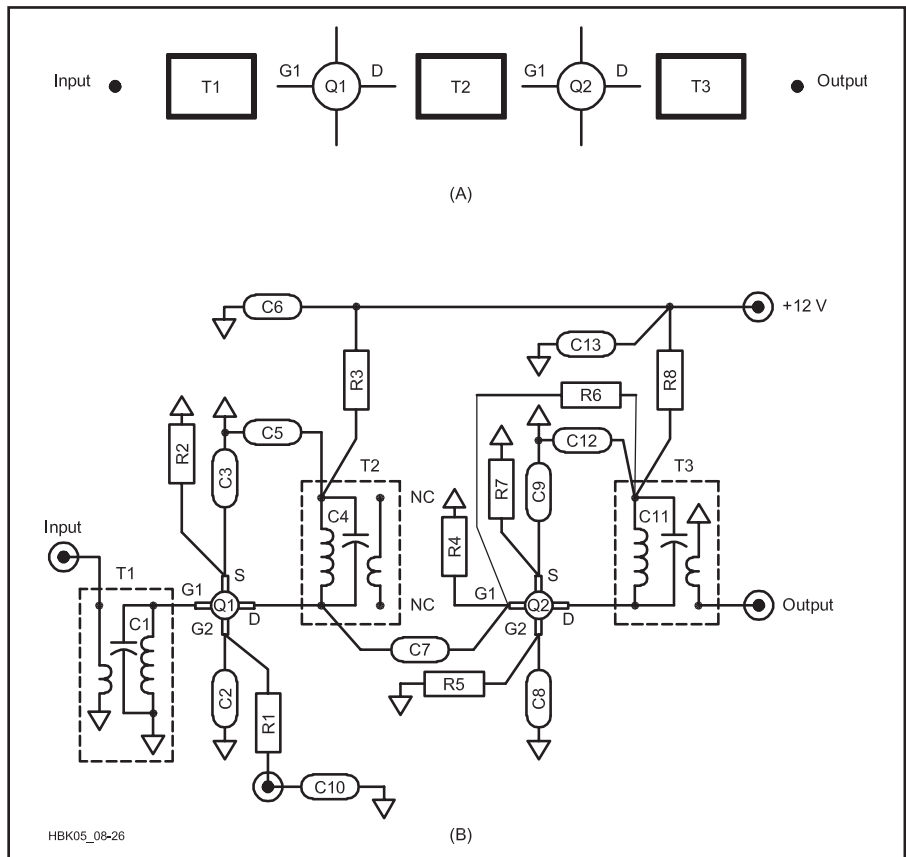 Input
T1
G1
Q1
D
T2
G1
Q2
D
T3
Output
(A)
C6
+12 V
C13
R3
R8
R6
R2
C5
C3
T2
R7
C9
C12
T3
C4
NC
R4
C11
Input
T1
S
S
G1
Q1
D
NC
G1
Q2
D
Output
C1
G2
G2
C7
R5
C2
R1
C8
C10
HBK05_08-26
(B)